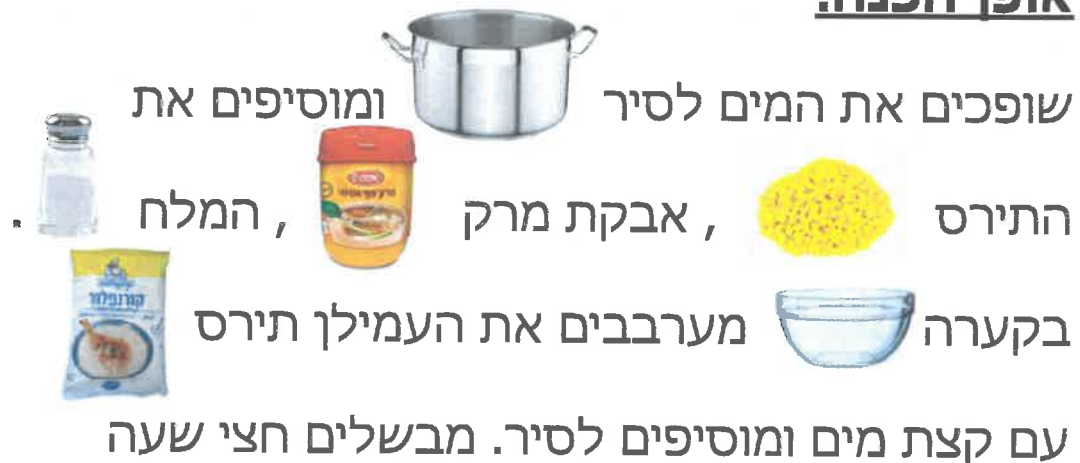 אופן הכנה:
שופכים את המים לסיר ומוסיפים את
התירס , אבקת מרק , המלח .
קורנפלור
בקערה מערבבים את העמילן תירס
עם קצת מים ומוסיפים לסיר. מבשלים חצי שעה